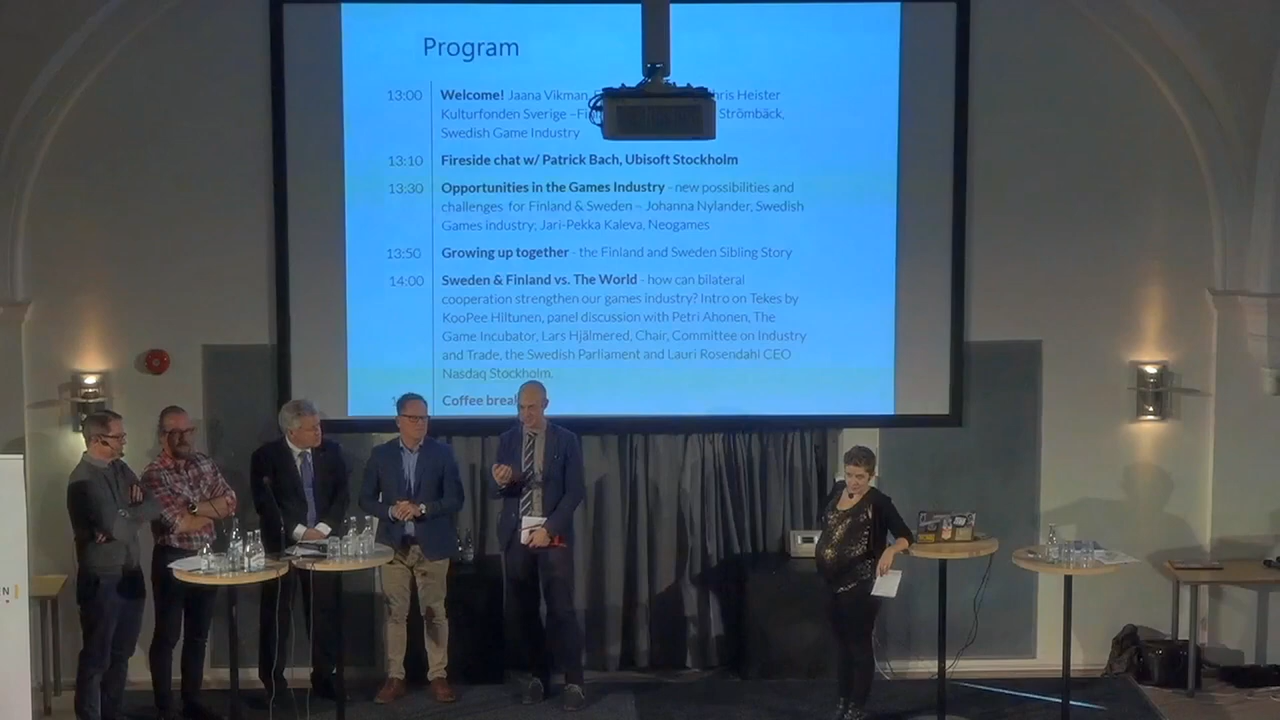 Program
13:00 Welcome! Jaana Vikman, hris Heister
Kulturfonden Sverige –Fin Strömbäck,
Swedish Game Industry
13:10 Fireside chat w/ Patrick Bach, Ubisoft Stockholm
13:30 Opportunities in the Games Industry - new possibilities and
challenges for Finland & Sweden – Johanna Nylander, Swedish
Games industry; Jari-Pekka Kaleva, Neogames
13:50 Growing up together - the Finland and Sweden Sibling Story
14:00 Sweden & Finland vs. The World - how can bilateral
cooperation strengthen our games industry? Intro on Tekes by
KooPee Hiltunen, panel discussion with Petri Ahonen, The
Game Incubator, Lars Hjälmered, Chair, Committee on Industry
and Trade, the Swedish Parliament and Lauri Rosendahl CEO
Nasdaq Stockholm.
Coffee break